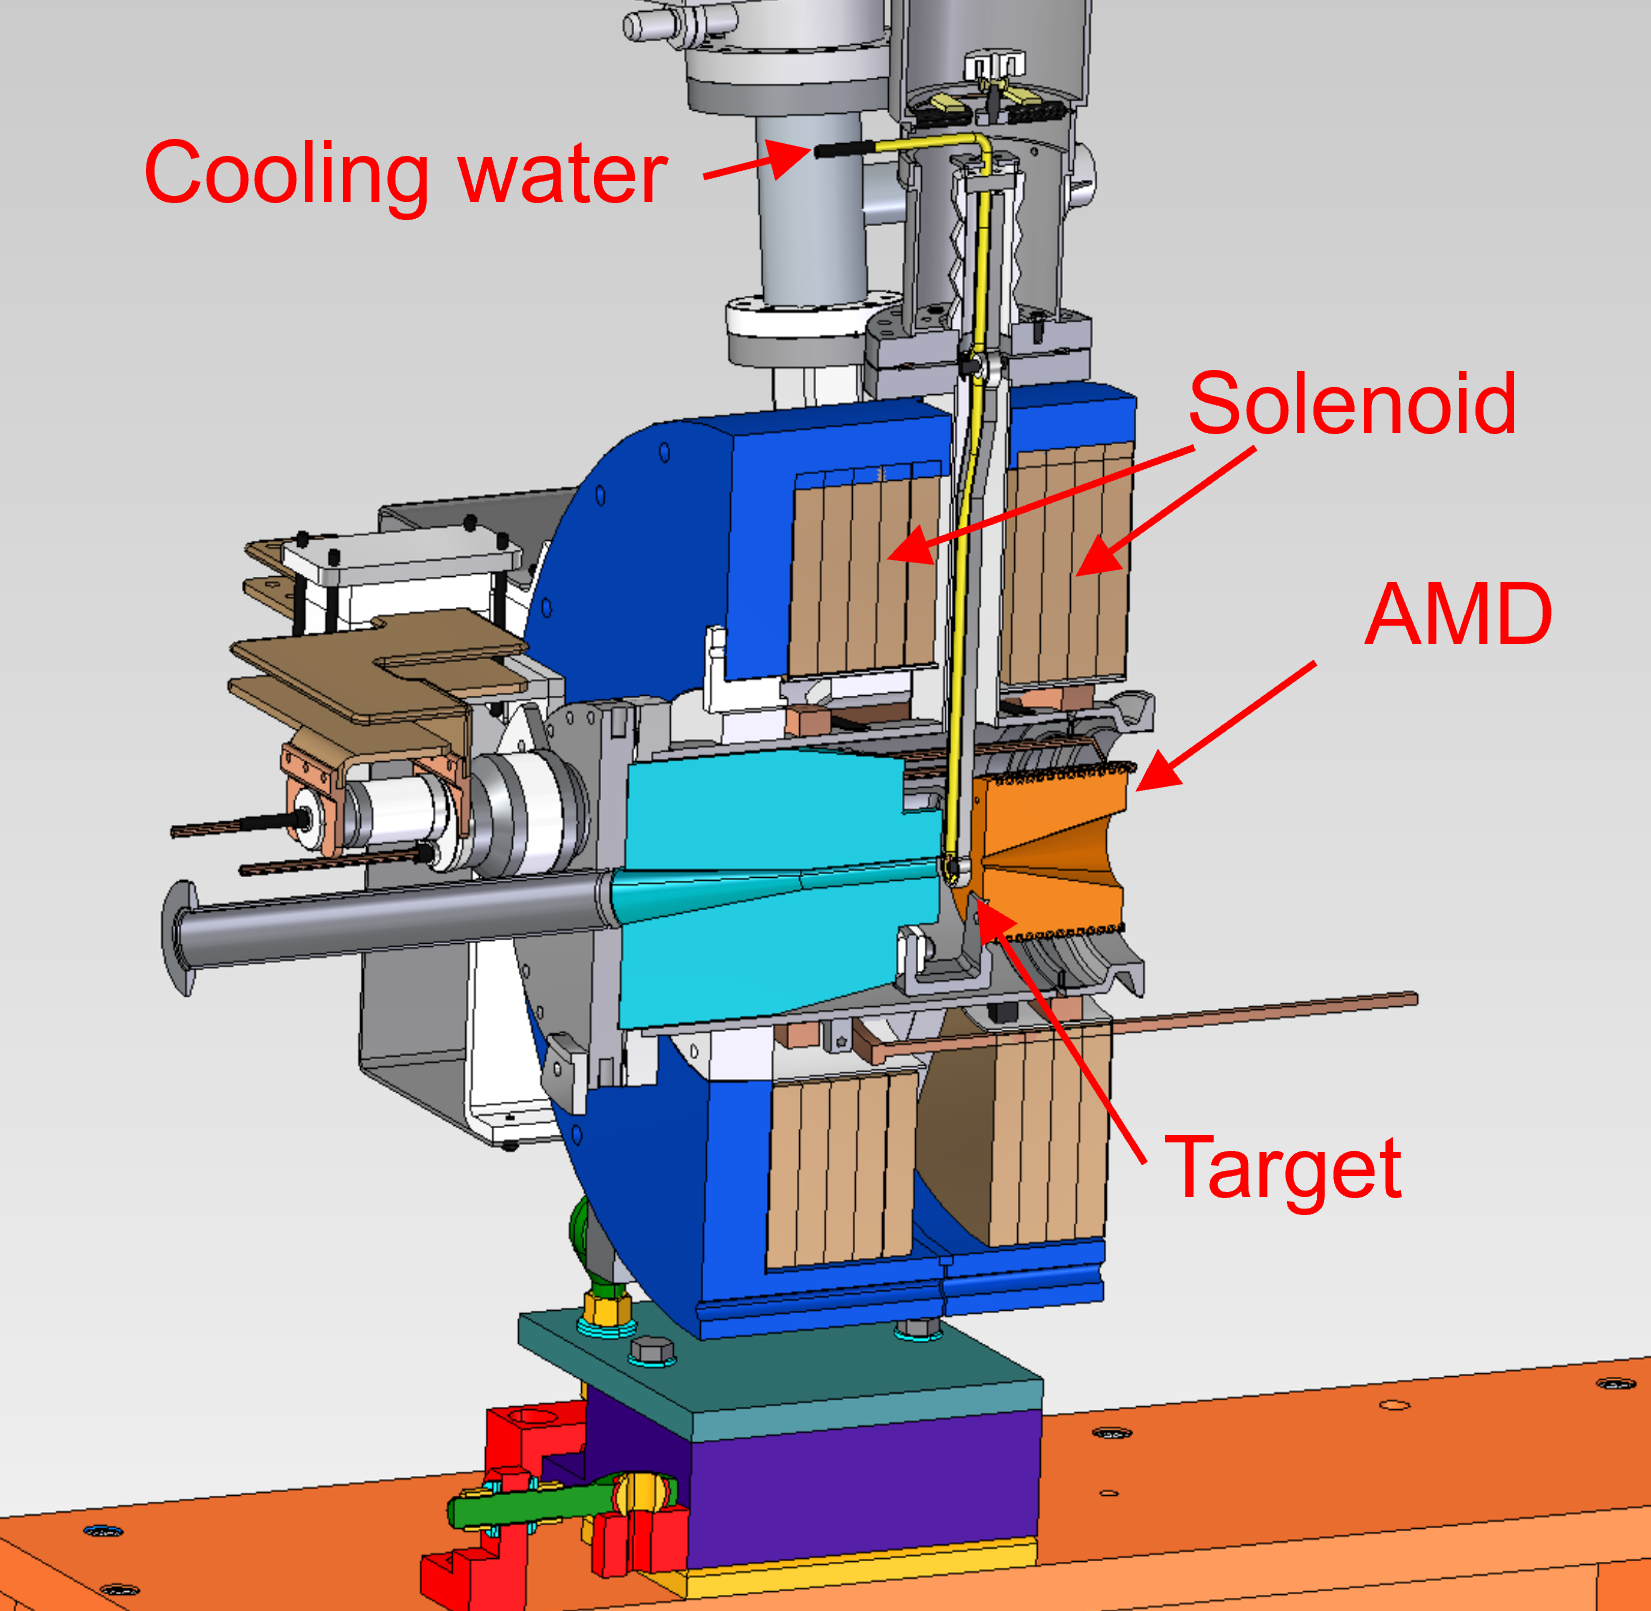 Cooling water
Solenoid
AMD
Target